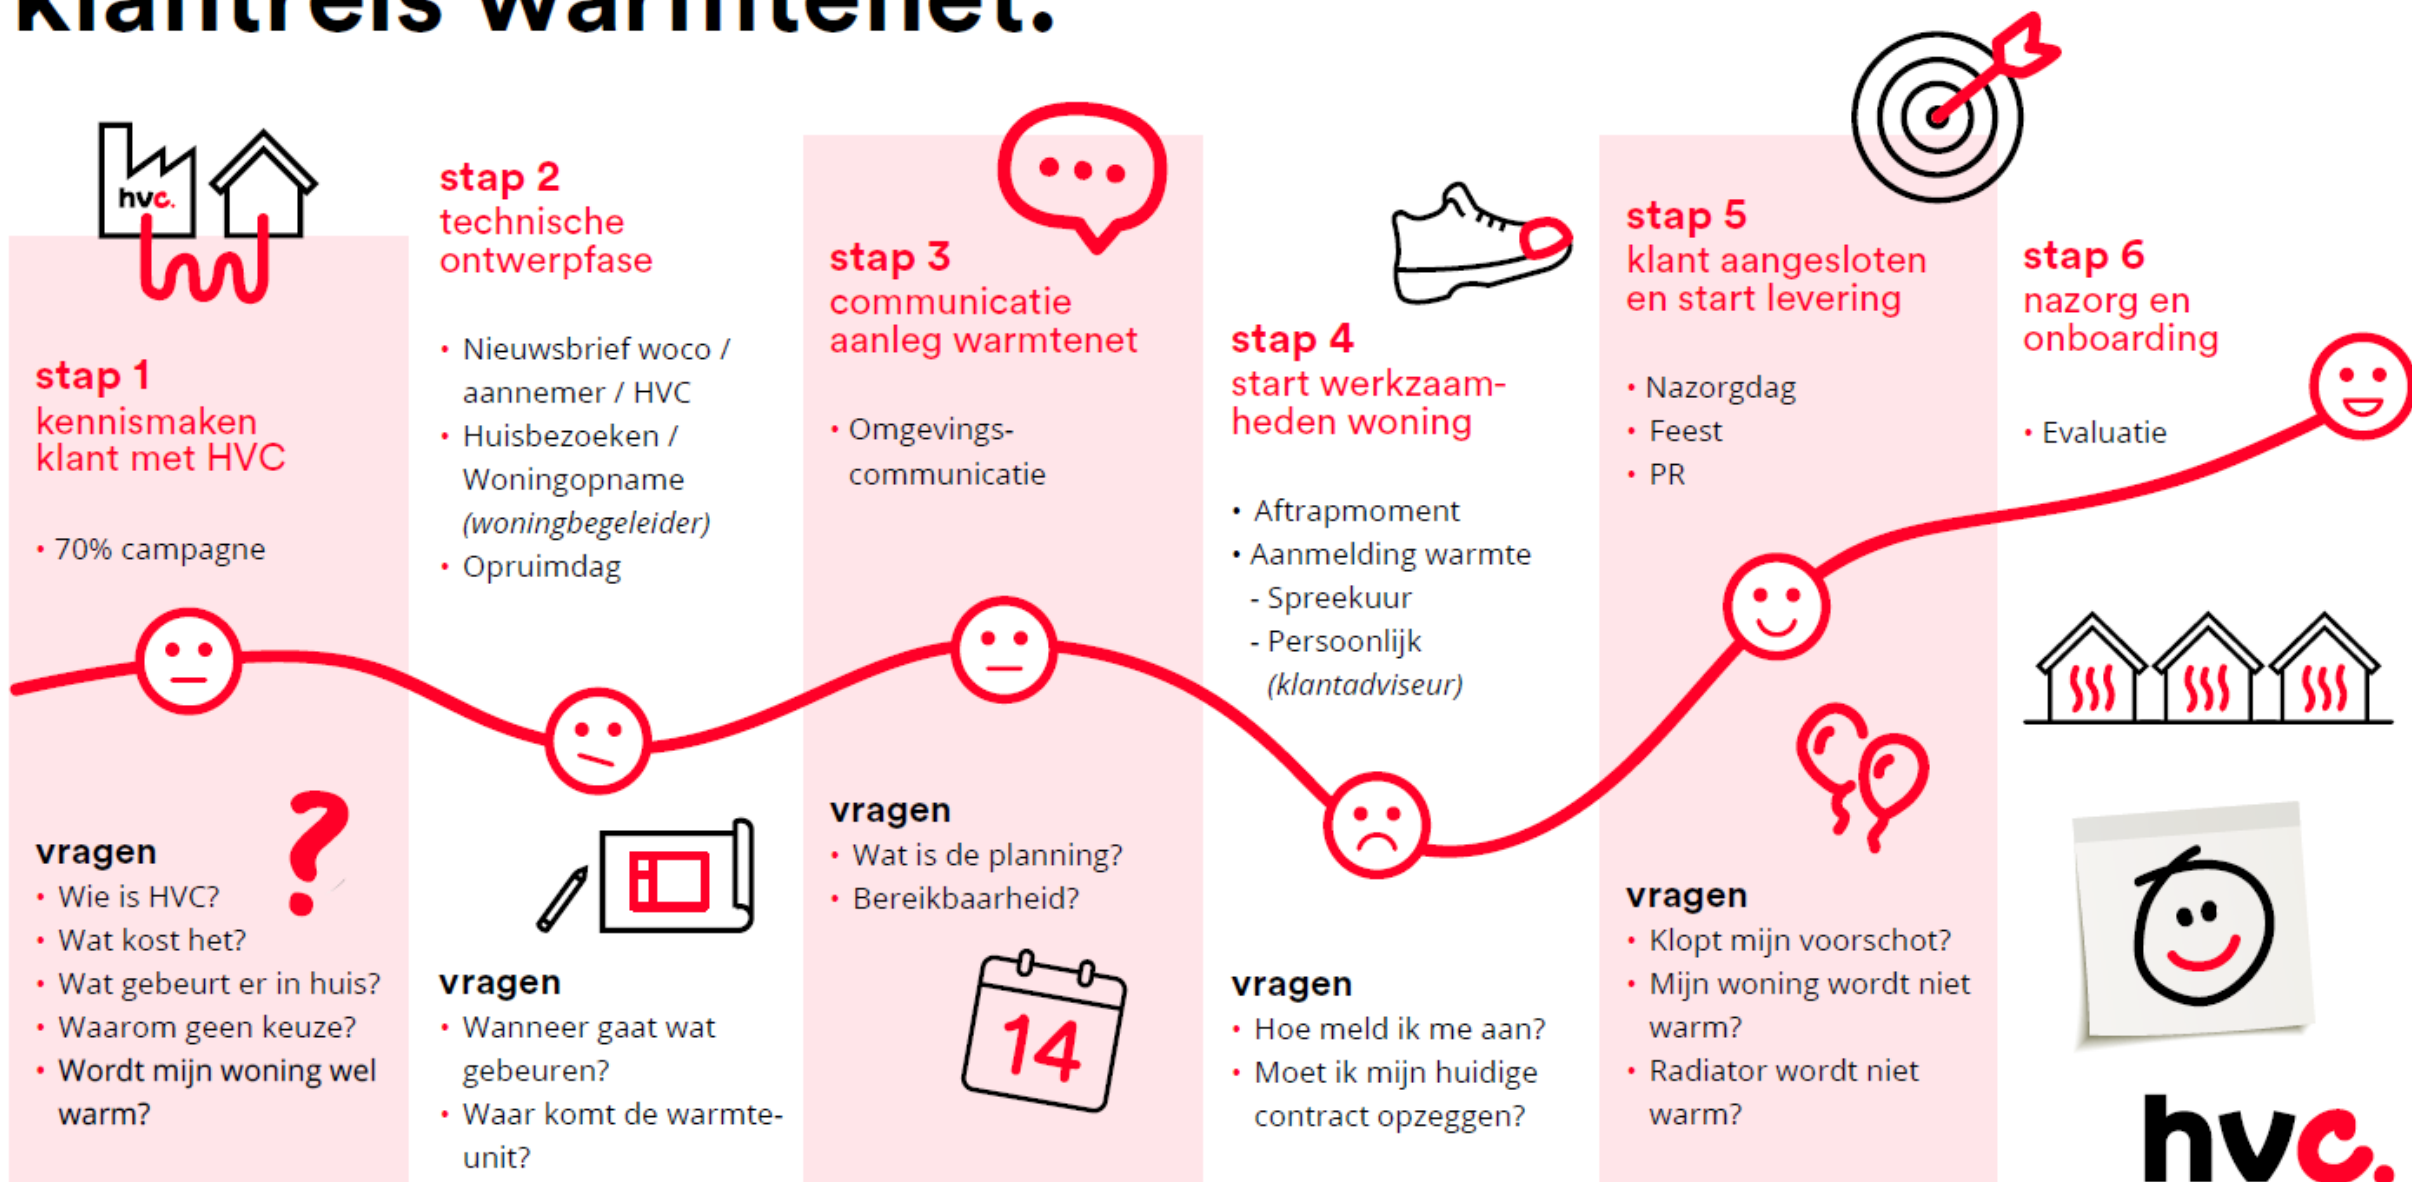 klantreis warmtenet.
hvc.
stap 1
kennismaken
klant met HVC
• 70% campagne
vragen
• Wie is HVC?
• Wat kost het?
• Wat gebeurt er in huis?
• Waarom geen keuze?
• Wordt mijn woning wel
warm?
stap 2
technische
ontwerpfase
• Nieuwsbrief woco /
aannemer / HVC
• Huisbezoeken /
Woningopname
(woningbegeleider)
• Opruimdag
vragen
• Wanneer gaat wat
gebeuren?
• Waar komt de warmte-
unit?
stap 3
communicatie
aanleg warmtenet
• Omgevings-
communicatie
vragen
• Wat is de planning?
• Bereikbaarheid?
14
stap 4
start werkzaam-
heden woning
• Aftrapmoment
• Aanmelding warmte
- Spreekuur
- Persoonlijk
(klantadviseur)
vragen
• Hoe meld ik me aan?
• Moet ik mijn huidige
contract opzeggen?
stap 5
klant aangesloten
en start levering
• Nazorgdag
• Feest
• PR
vragen
• Klopt mijn voorschot?
• Mijn woning wordt niet
warm?
• Radiator wordt niet
warm?
stap 6
nazorg en
onboarding
• Evaluatie
hvc.